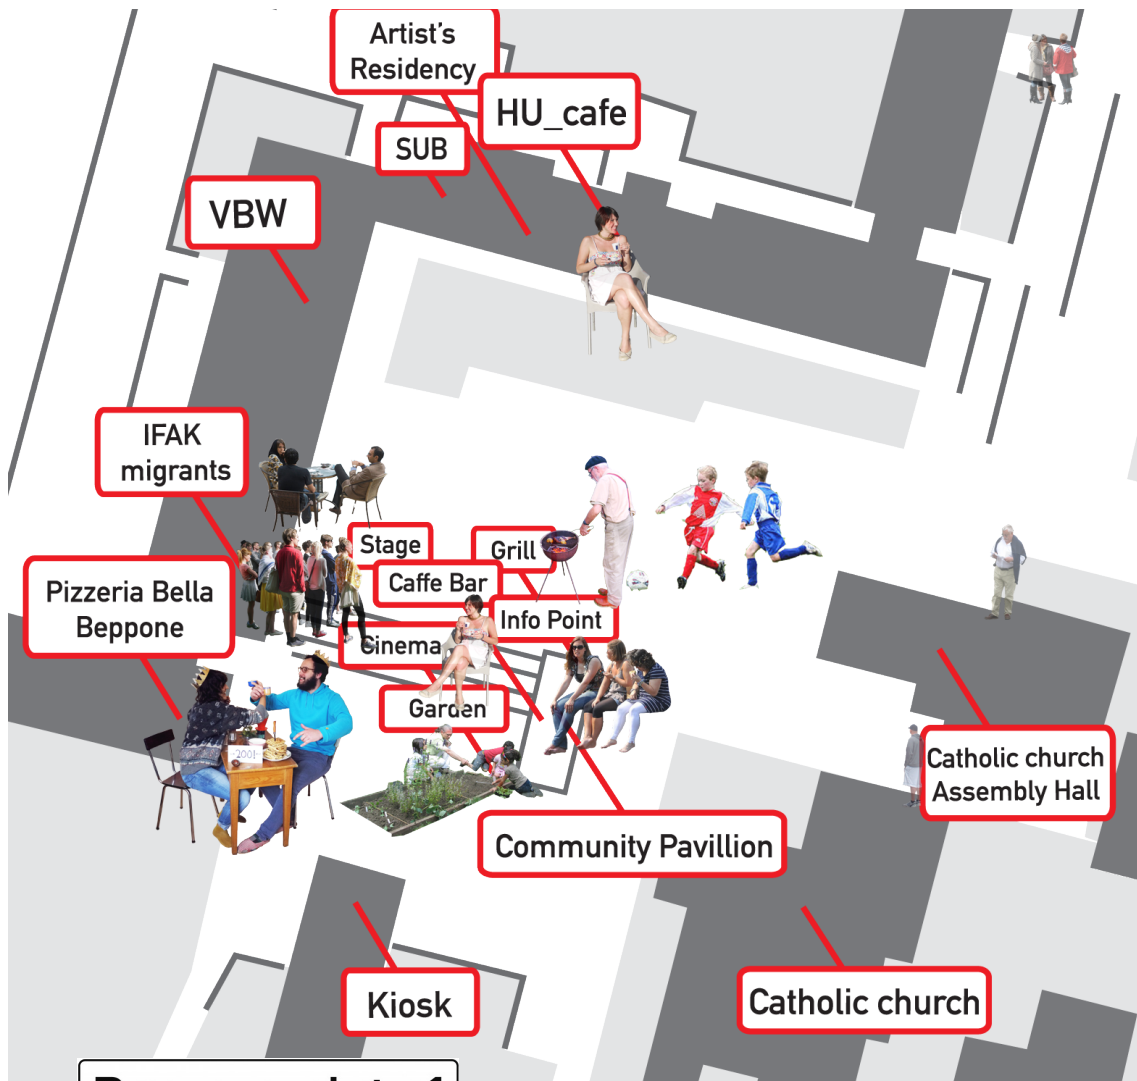 Artist's
Residency
HU_cafe
SUB
VBW
IFAK
migrants
Stage
Grill
Caffe Bar
Pizzeria Bella
Beppone
Info Point
Cinema
Garden
-2001-
Catholic church
Assembly Hall
Community Pavillion
Kiosk
Catholic church